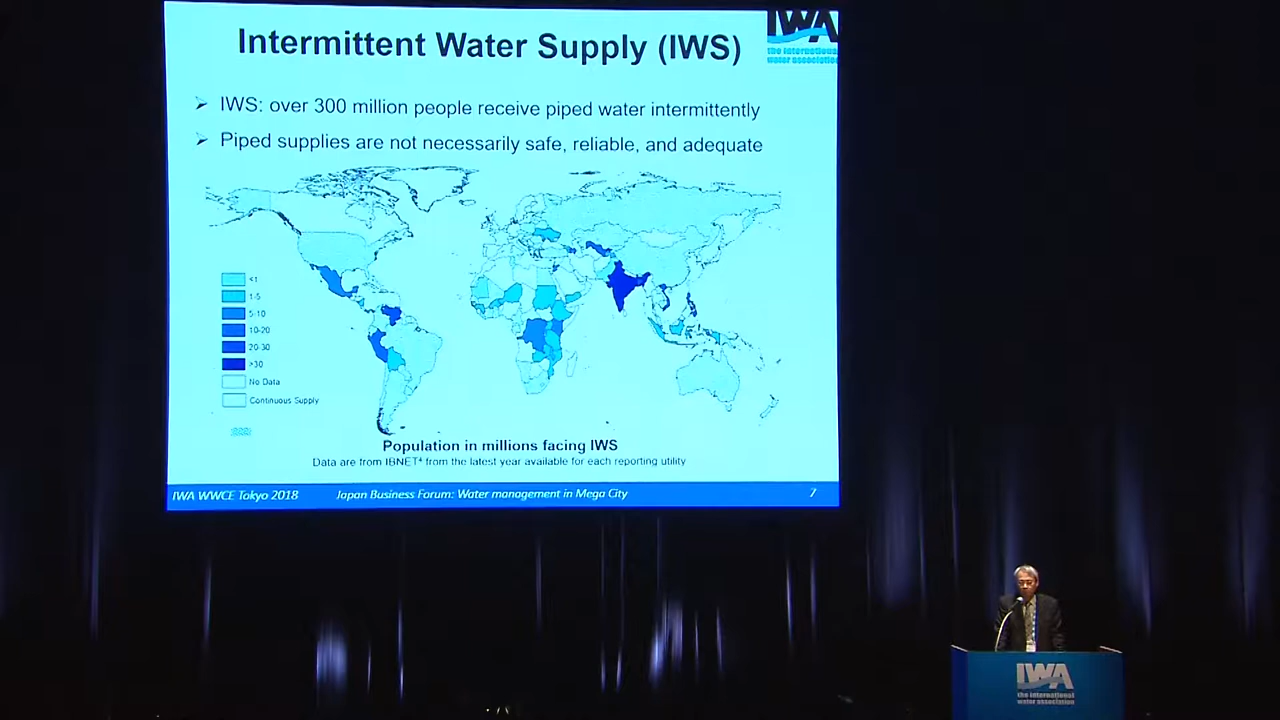 Intermittent Water Supply (IWS)
IWA
the international
water association
➢ IWS: over 300 million people receive piped water intermittently
➢ Piped supplies are not necessarily safe, reliable, and adequate
<1
1-5
5-10
10-20
20-30
>30
No Data
Continuous Supply
Population in millions facing IWS
Data are from IBNET⁴ from the latest year available for each reporting utility
IWA WWCE Tokyo 2018 Japan Business Forum: Water management in Mega City 7
IWA
the international
water association